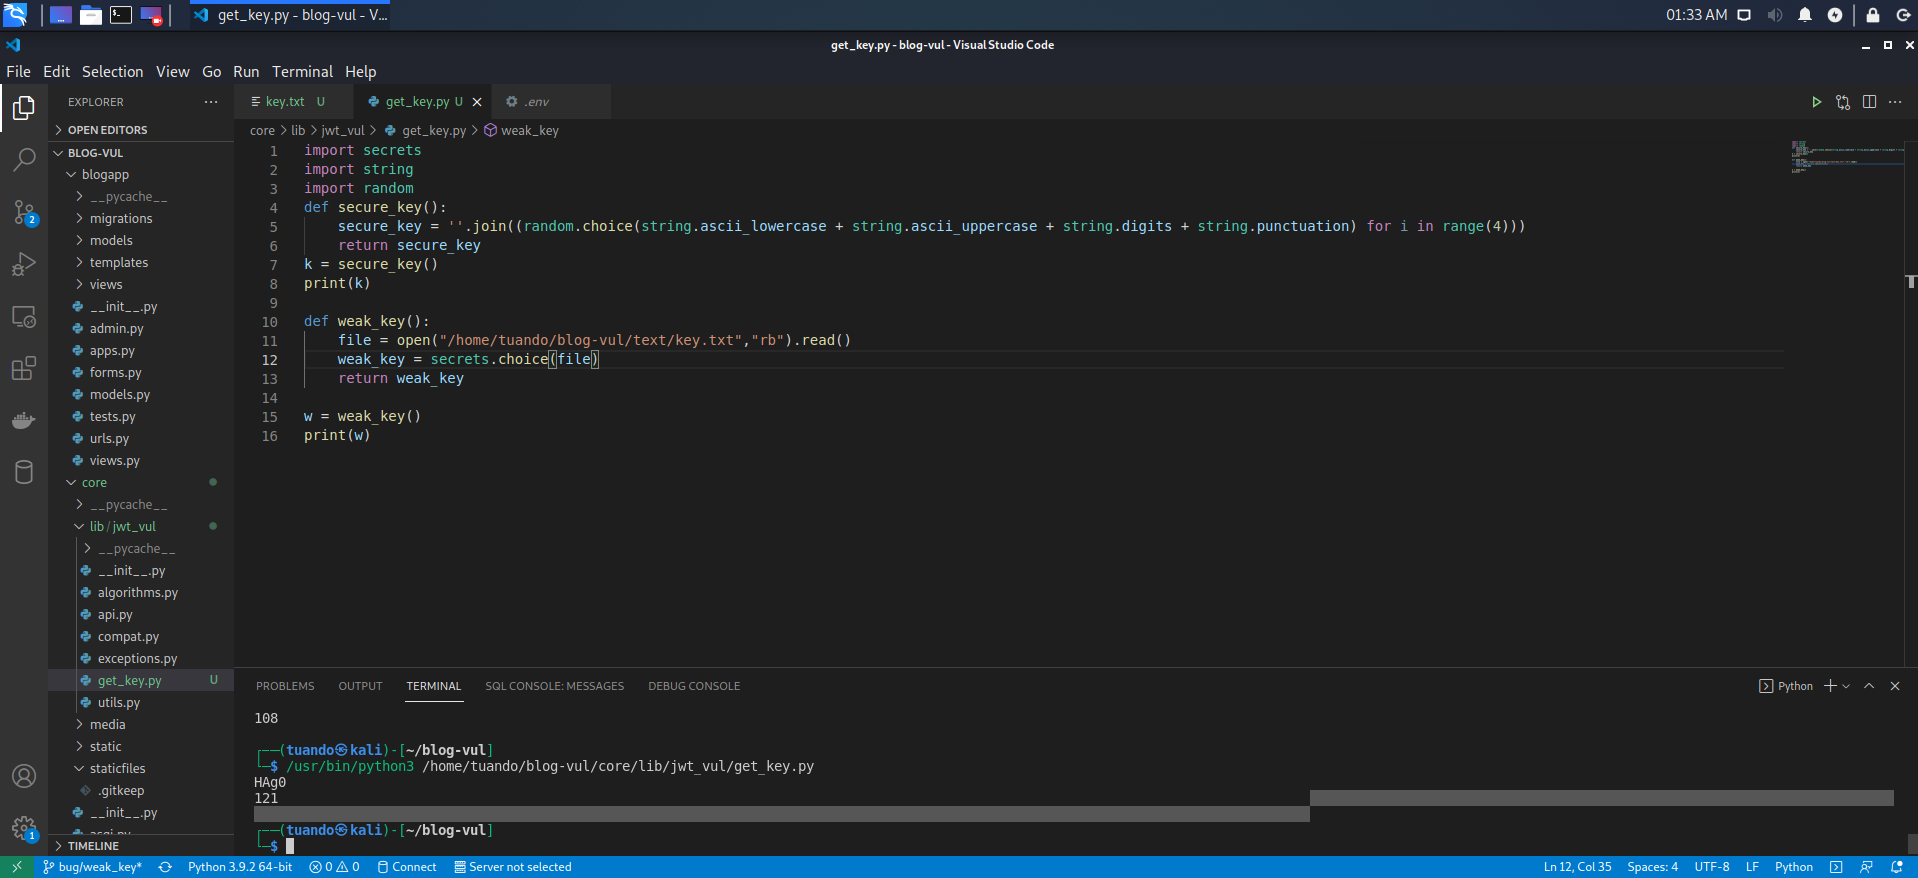 get_key.py - blog-vul - V...
01:33 AM
get_key.py - blog-vul - Visual Studio Code
File Edit Selection View Go Run Terminal Help
EXPLORER
OPEN EDITORS
BLOG-VUL
blogapp
__pycache__
migrations
models
templates
views
__init__.py
admin.py
apps.py
forms.py
models.py
tests.py
urls.py
views.py
core
__pycache__
lib / jwt_vul
__pycache__
__init__.py
algorithms.py
api.py
compat.py
exceptions.py
get_key.py U
utils.py
media
static
staticfiles
.gitkeep
__init__.py
asgi.py
TIMELINE
2
1
key.txt U
get_key.py U
.env
core > lib > jwt_vul > get_key.py > weak_key
1 import secrets
2 import string
3 import random
4 def secure_key():
5 secure_key = ''.join((random.choice(string.ascii_lowercase + string.ascii_uppercase + string.digits + string.punctuation) for i in range(4)))
6 return secure_key
7 k = secure_key()
8 print(k)
9
10 def weak_key():
11 file = open("/home/tuando/blog-vul/text/key.txt","rb").read()
12 weak_key = secrets.choice(file)
13 return weak_key
14
15 w = weak_key()
16 print(w)
PROBLEMS OUTPUT TERMINAL SQL CONSOLE: MESSAGES DEBUG CONSOLE
Python
108
┌──(tuando㉿kali)-[~/blog-vul]
└─$ /usr/bin/python3 /home/tuando/blog-vul/core/lib/jwt_vul/get_key.py
HAg0
121
┌──(tuando㉿kali)-[~/blog-vul]
└─$
bug/weak_key* Python 3.9.2 64-bit 0 0 Connect Server not selected
Ln 12, Col 35 Spaces: 4 UTF-8 LF Python